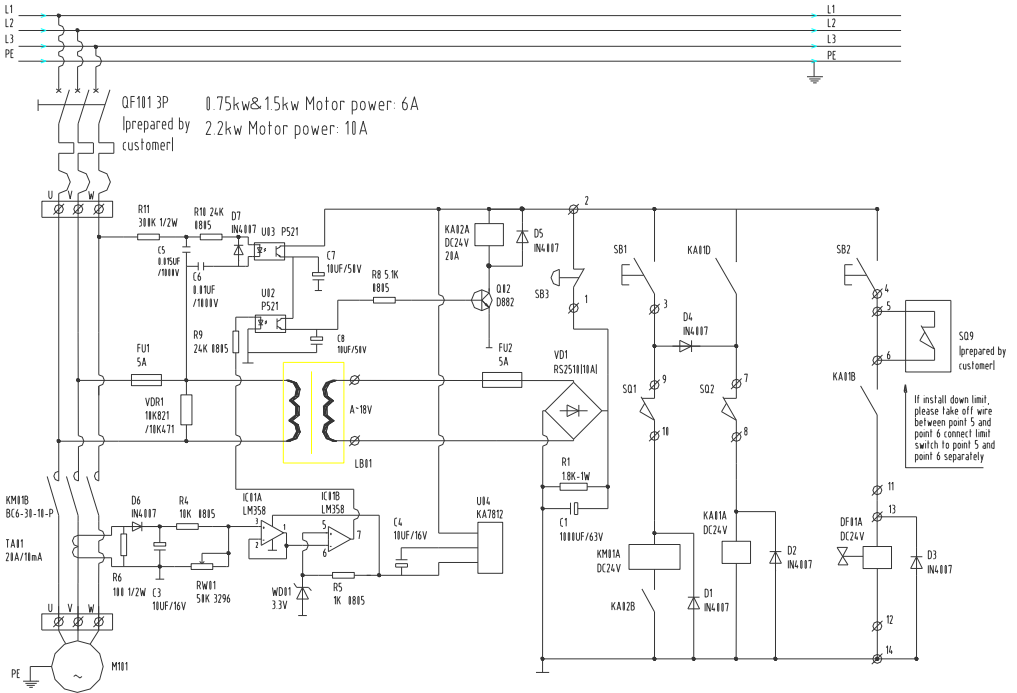 L1
L2
L3
PE
L1
L2
L3
PE
QF101 3P
|prepared by
customer|
0.75kw&1.5kw Motor power: 6A
2.2kw Motor power: 10A
U V W
R11
300K 1/2W
R10 24K
0805
D7
IN4007
U03 P521
C5
0.015UF
/1000V
C6
0.01UF
/1000V
C7
10UF/50V
U02
P521
R9
24K 0805
C8
10UF/50V
R8 5.1K
0805
KA02A
DC24V
20A
D5
IN4007
Q02
D882
2
SB3
1
SB1
3
KA01D
D4
IN4007
SB2
4
5
6
SQ9
|prepared by
customer|
KA01B
If install down limit,
please take off wire
between point 5 and
point 6 connect limit
switch to point 5 and
point 6 separately
FU1
5A
VDR1
10K821
/10K471
A~18V
LB01
FU2
5A
VD1
RS2510|10A|
R1
1.8K-1W
C1
1000UF/63V
9
SQ1
10
7
SQ2
8
11
13
KM01B
BC6-30-10-P
TA01
20A/10mA
D6
IN4007
R4
10K 0805
R6
100 1/2W
C3
10UF/16V
RW01
50K 3296
IC01A
LM358
3
2
1
IC01B
LM358
5
6
7
WD01
3.3V
R5
1K 0805
C4
10UF/16V
U04
KA7812
KM01A
DC24V
KA02B
D1
IN4007
KA01A
DC24V
D2
IN4007
DF01A
DC24V
D3
IN4007
12
14
U V W
M101
~
PE